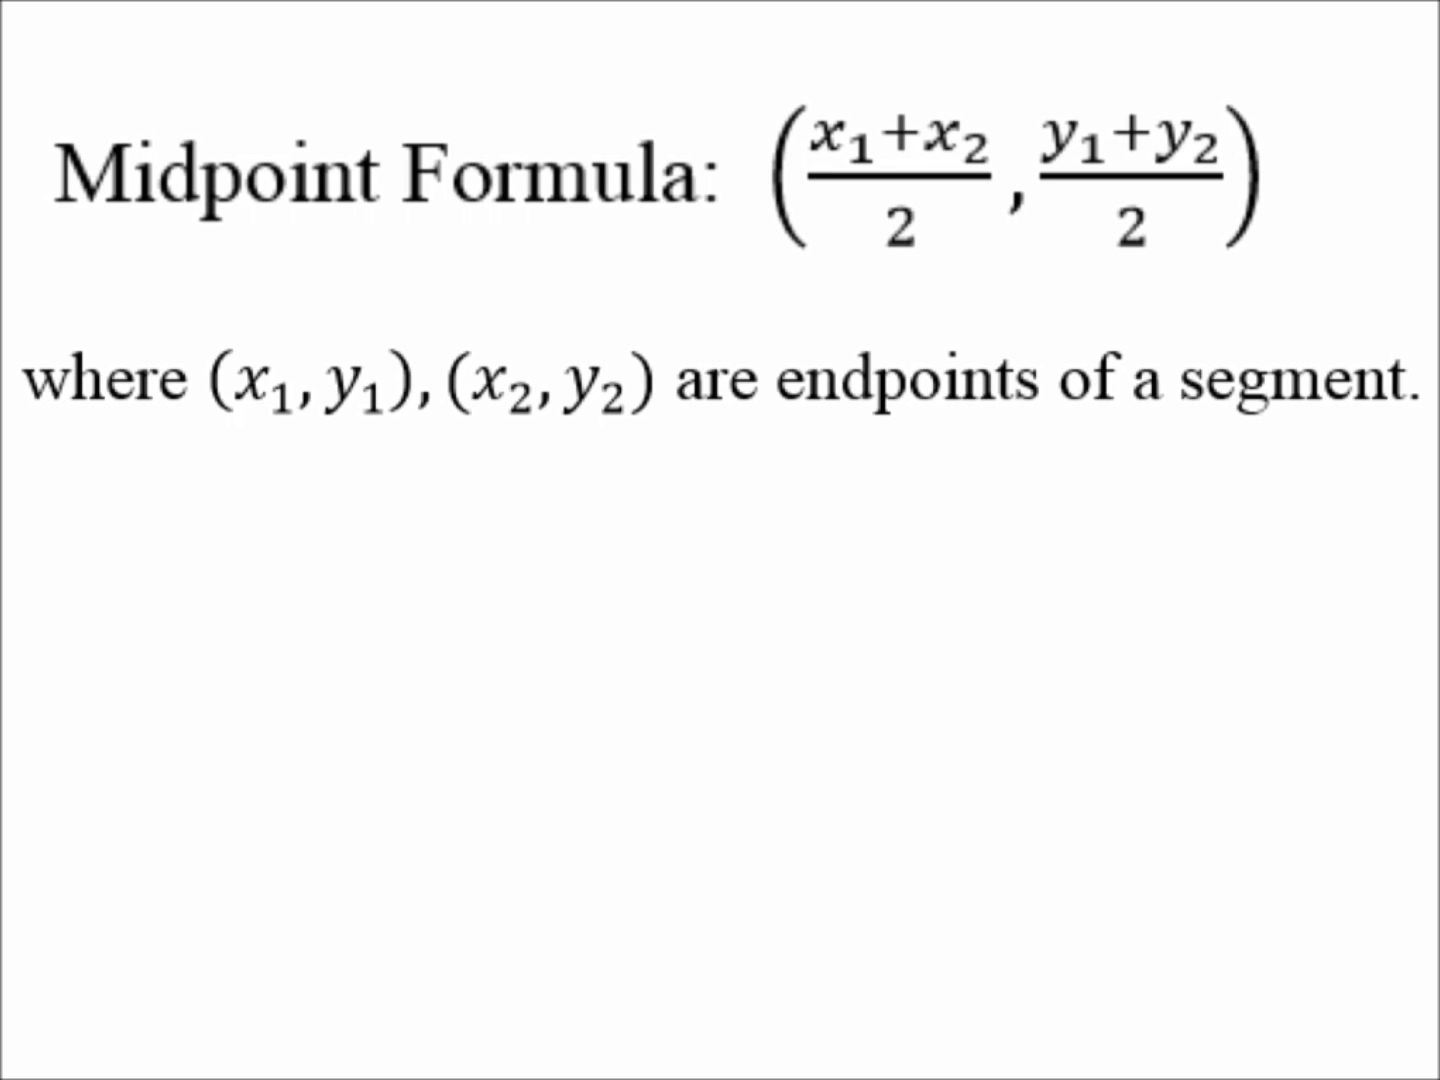 Midpoint Formula: (x₁+x₂/2, y₁+y₂/2)
where (x₁, y₁), (x₂, y₂) are endpoints of a segment.